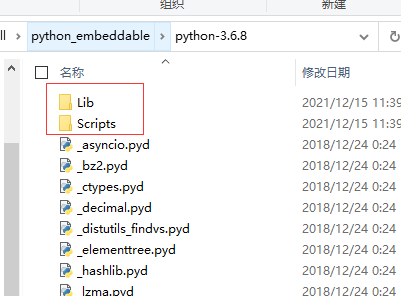 组织
新建
ll
python_embeddable
python-3.6.8
名称
修改日期
Lib
2021/12/15 11:39
Scripts
2021/12/15 11:39
_asyncio.pyd
2018/12/24 0:24
_bz2.pyd
2018/12/24 0:24
_ctypes.pyd
2018/12/24 0:24
_decimal.pyd
2018/12/24 0:24
_distutils_findvs.pyd
2018/12/24 0:24
_elementtree.pyd
2018/12/24 0:24
_hashlib.pyd
2018/12/24 0:24
_lzma.pyd
2018/12/24 0:24